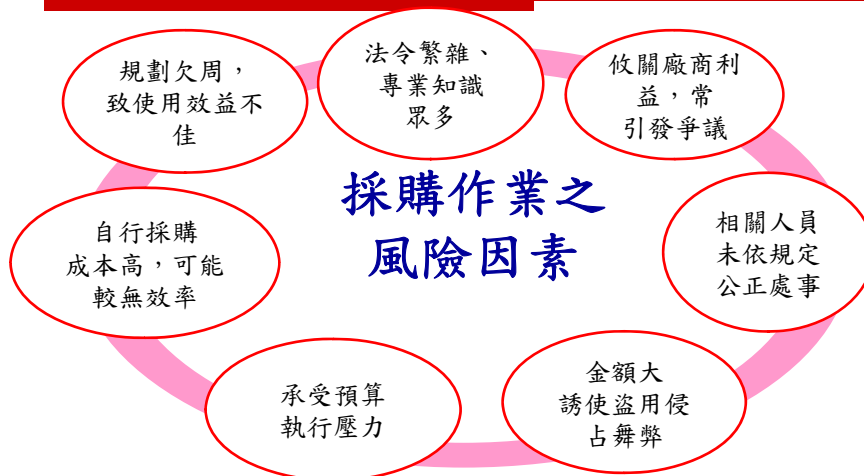 法令繁雜、
專業知識
眾多
攸關廠商利
益，常
引發爭議
相關人員
未依規定
公正處事
金額大
誘使盜用侵
占舞弊
承受預算
執行壓力
自行採購
成本高，可能
較無效率
規劃欠周，
致使用效益不
佳
採購作業之
風險因素